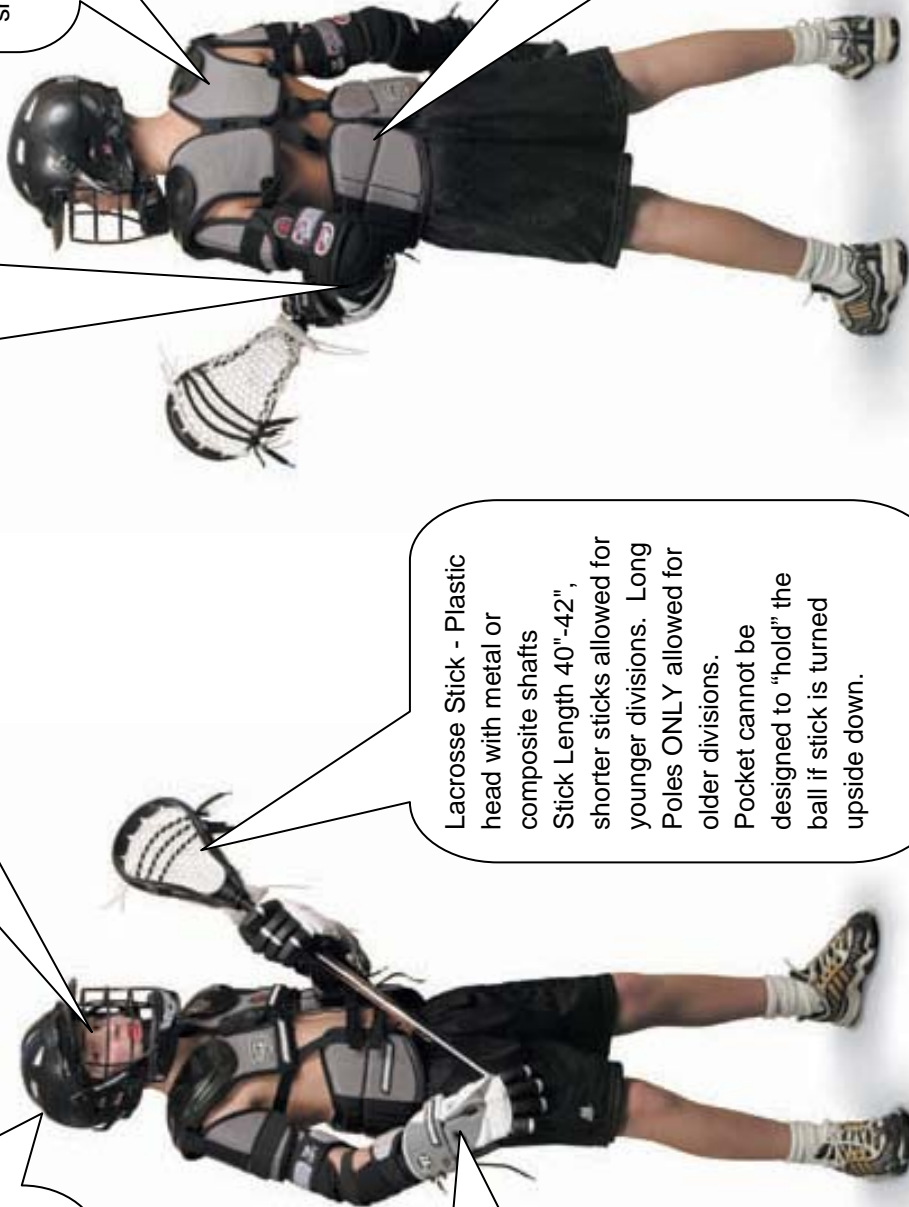 Lacrosse Stick - Plastic
head with metal or
composite shafts
Stick Length 40"-42",
shorter sticks allowed for
younger divisions.  Long
Poles ONLY allowed for
older divisions.
Pocket cannot be
designed to “hold” the
ball if stick is turned
upside down.